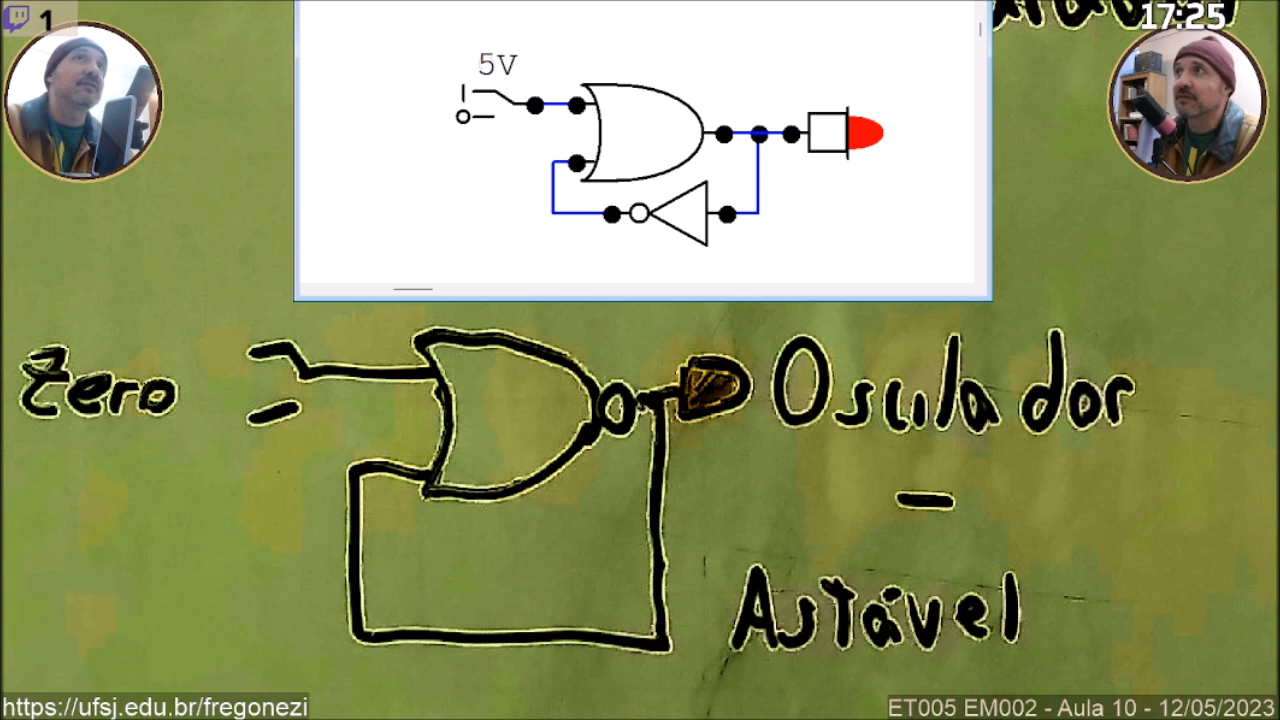 1
17:25
5V
Zero
Oscilador
-
Astável
https://ufsj.edu.br/fregonezi
ET005 EM002 - Aula 10 - 12/05/2023